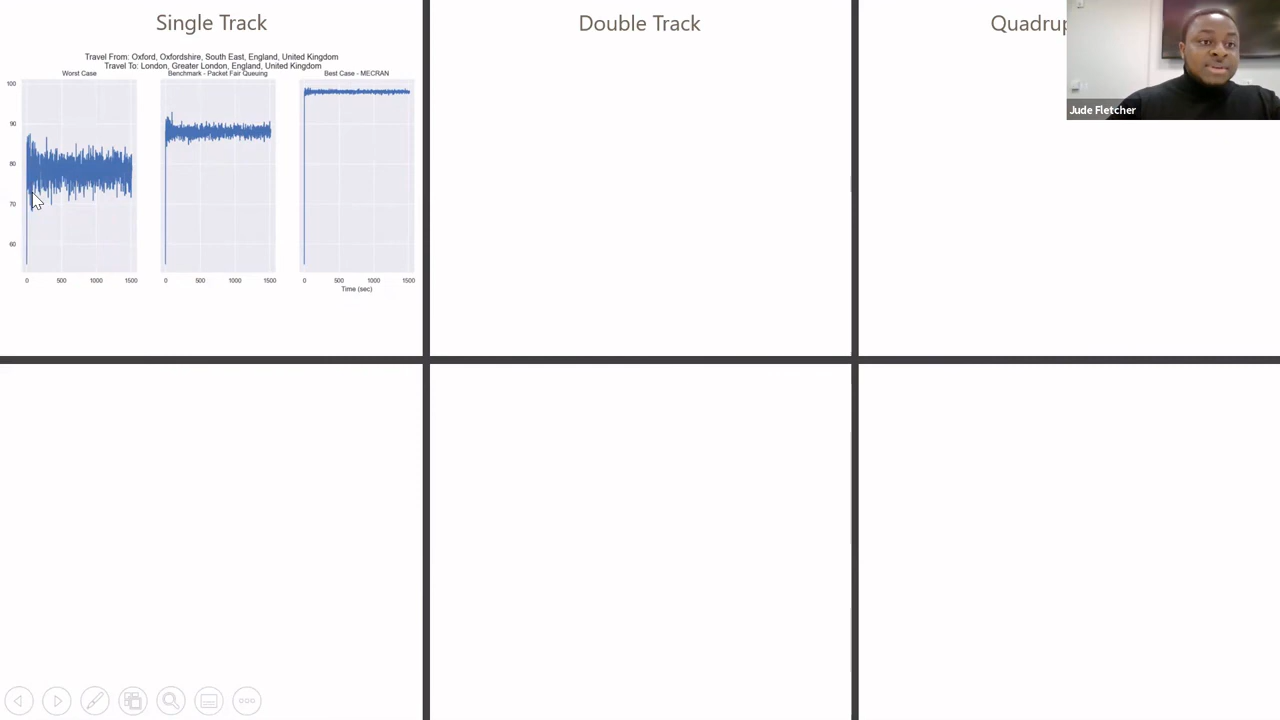 Single Track
Double Track
Quadrup
Jude Fletcher
Travel From: Oxford, Oxfordshire, South East, England, United Kingdom
Travel To: London, Greater London, England, United Kingdom
Worst Case
Benchmark - Packet Fair Queuing
Best Case - MECRAN
100
90
80
70
60
0 500 1000 1500
0 500 1000 1500
0 500 1000 1500
Time (sec)